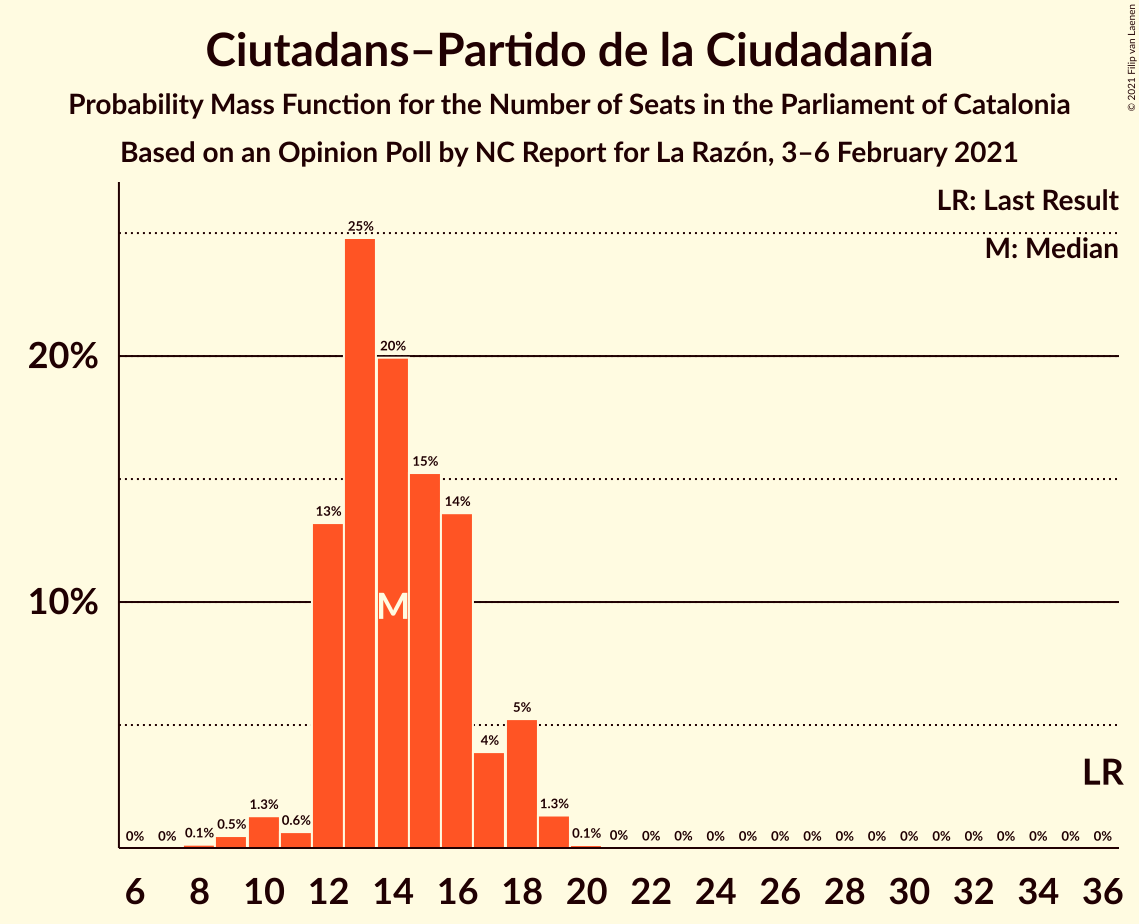 Ciutadans–Partido de la Ciudadanía
Probability Mass Function for the Number of Seats in the Parliament of Catalonia
Based on an Opinion Poll by NC Report for La Razón, 3–6 February 2021
© 2021 Filip van Laenen
LR: Last Result
M: Median
20%
10%
0% 0% 0.1% 0.5% 1.3% 0.6% 13% 25% 20% 15% 14% 4% 5% 1.3% 0.1% 0% 0% 0% 0% 0% 0% 0% 0% 0% 0% 0% 0% 0% 0% 0% 0%
M
LR
6 8 10 12 14 16 18 20 22 24 26 28 30 32 34 36